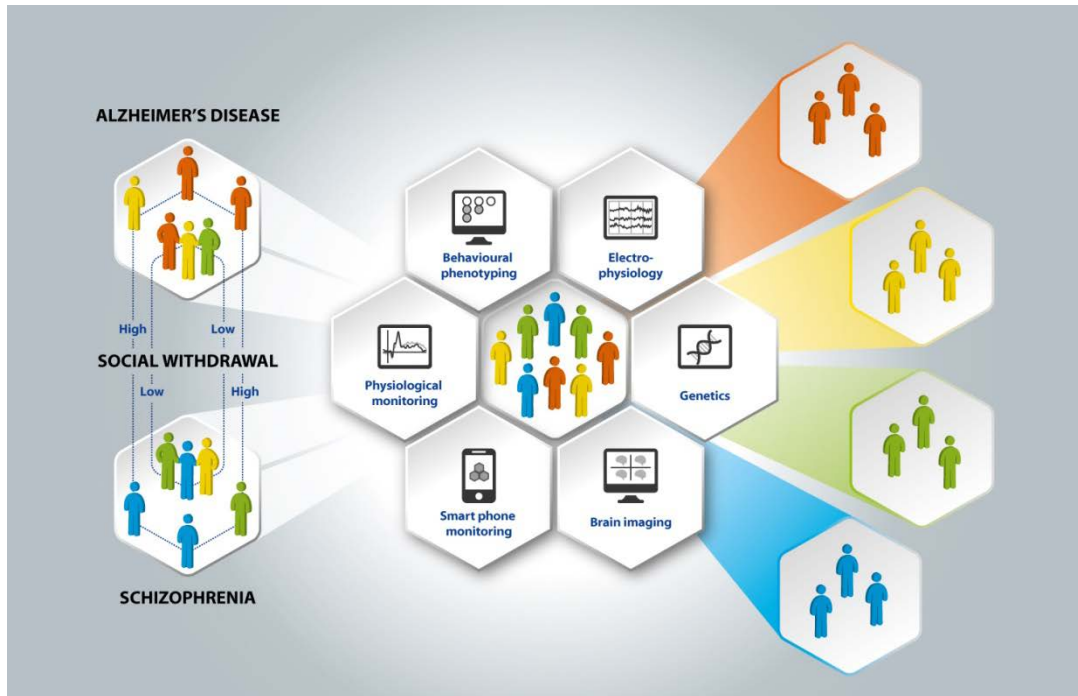 ALZHEIMER'S DISEASE
High
Low
SOCIAL WITHDRAWAL
Low
High
SCHIZOPHRENIA
Behavioural
phenotyping
Electro-
physiology
Physiological
monitoring
Genetics
Smart phone
monitoring
Brain imaging